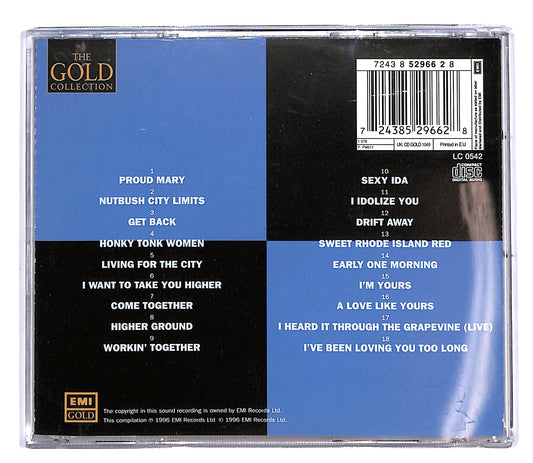 THE
GOLD
COLLECTION
7243 8 52966 2 8
7 24385 29662 8
UK: CD GOLD 1049
Printed in EU
LC 0542
COMPACT
disc
DIGITAL AUDIO
1
PROUD MARY
2
NUTBUSH CITY LIMITS
3
GET BACK
4
HONKY TONK WOMEN
5
LIVING FOR THE CITY
6
I WANT TO TAKE YOU HIGHER
7
COME TOGETHER
8
HIGHER GROUND
9
WORKIN' TOGETHER
10
SEXY IDA
11
I IDOLIZE YOU
12
DRIFT AWAY
13
SWEET RHODE ISLAND RED
14
EARLY ONE MORNING
15
I'M YOURS
16
A LOVE LIKE YOURS
17
I HEARD IT THROUGH THE GRAPEVINE (LIVE)
18
I'VE BEEN LOVING YOU TOO LONG
EMI
GOLD
The copyright in this sound recording is owned by EMI Records Ltd.
This compilation ℗ 1996 EMI Records Ltd. © 1996 EMI Records Ltd.